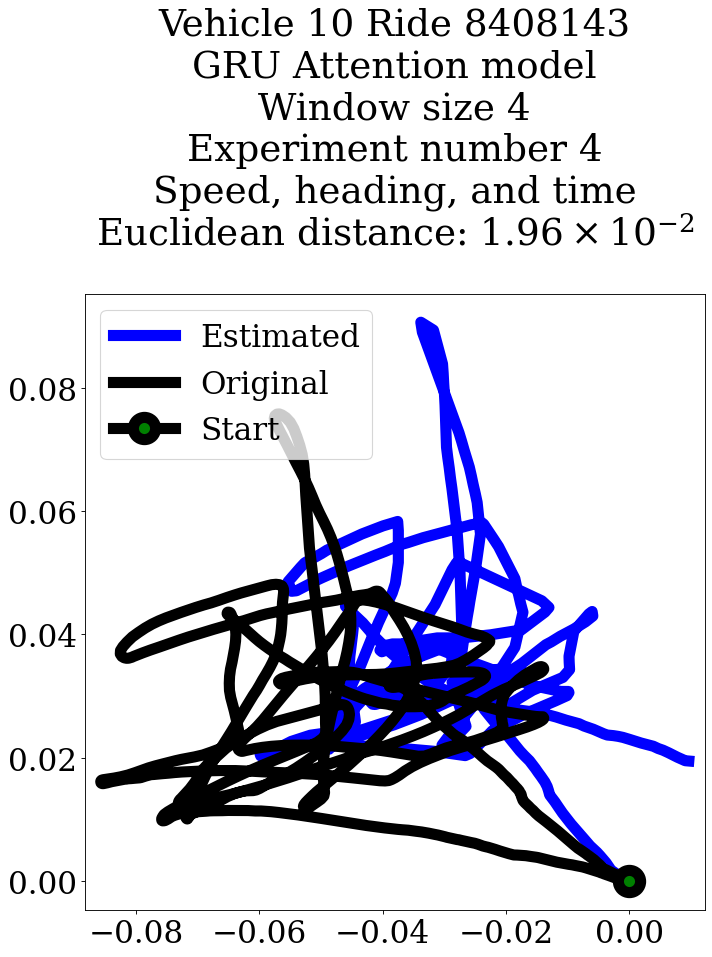 Vehicle 10 Ride 8408143
GRU Attention model
Window size 4
Experiment number 4
Speed, heading, and time
Euclidean distance: 1.96 × 10⁻²
Estimated
Original
Start
0.08
0.06
0.04
0.02
0.00
−0.08 −0.06 −0.04 −0.02 0.00